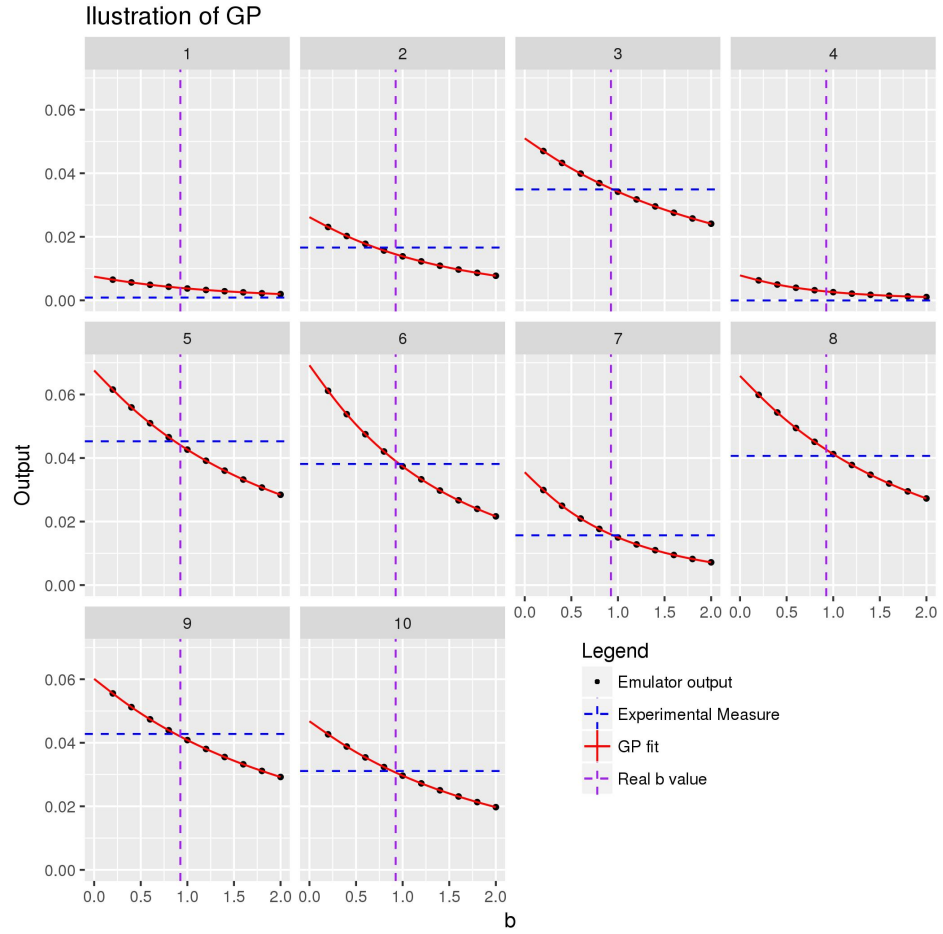 Ilustration of GP
1 2 3 4
0.06
0.04
0.02
0.00
5 6 7 8
0.06
0.04
0.02
0.00
0.0 0.5 1.0 1.5 2.0 0.0 0.5 1.0 1.5 2.0
9 10
0.06
0.04
0.02
0.00
0.0 0.5 1.0 1.5 2.0 0.0 0.5 1.0 1.5 2.0
Output
b
Legend
Emulator output
Experimental Measure
GP fit
Real b value